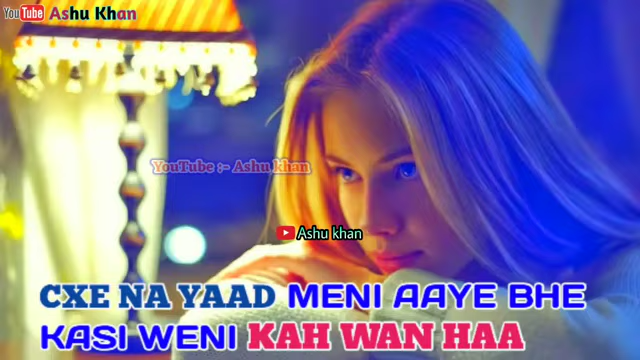 YouTube Ashu Khan
YouTube :- Ashu khan
Ashu khan
CXE NA YAAD MENI AAYE BHE
KASI WENI KAH WAN HAA